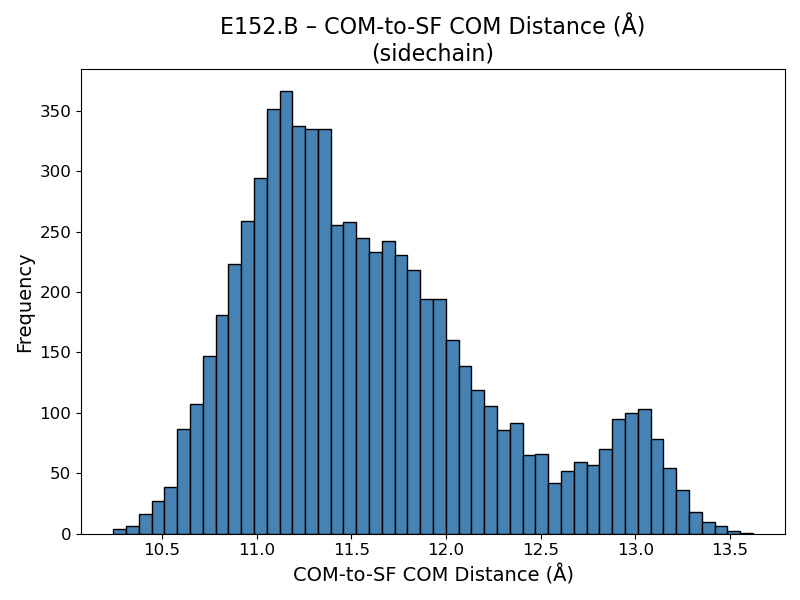 E152.B – COM-to-SF COM Distance (Å)
(sidechain)
Frequency
350
300
250
200
150
100
50
0
10.5 11.0 11.5 12.0 12.5 13.0 13.5
COM-to-SF COM Distance (Å)